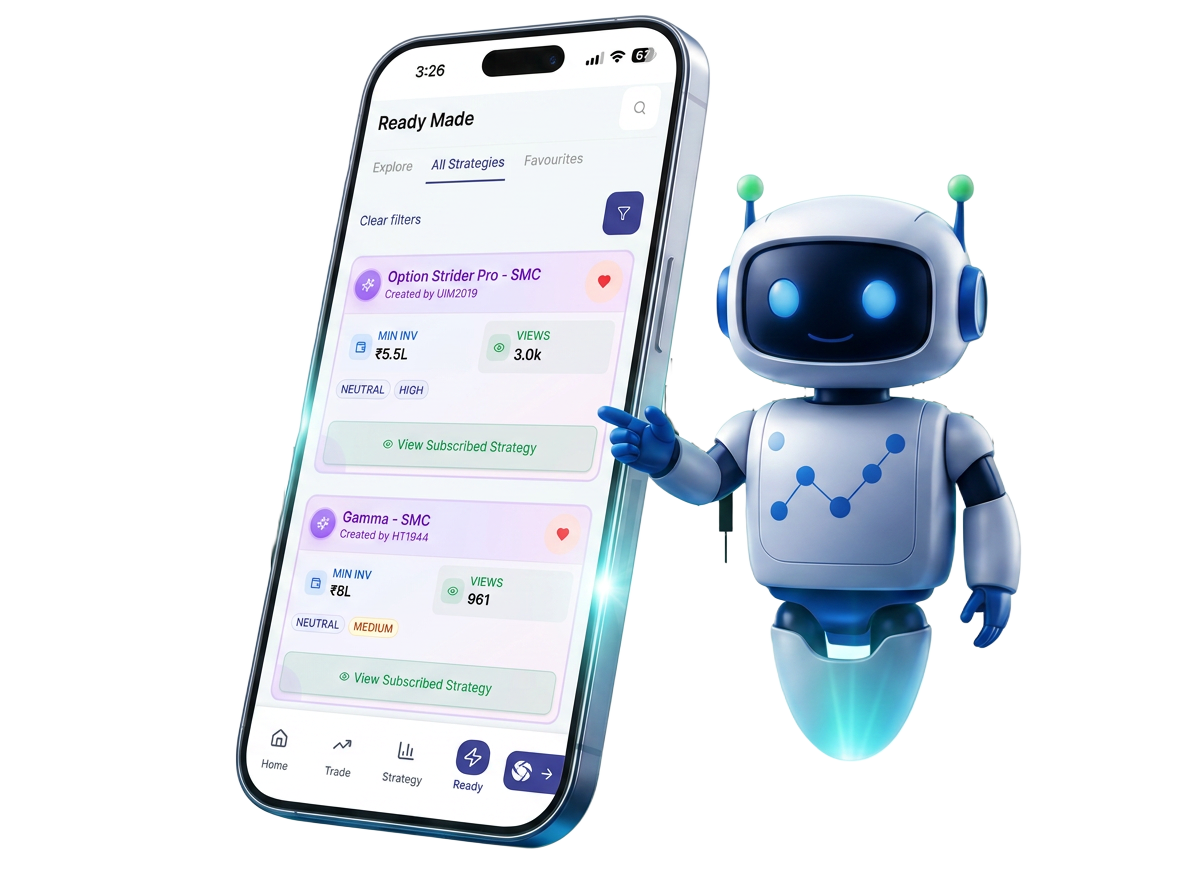 3:26
67
Ready Made
Explore All Strategies Favourites
Clear filters
Option Strider Pro - SMC
Created by UIM2019
MIN INV VIEWS
₹5.5L 3.0k
NEUTRAL HIGH
View Subscribed Strategy
Gamma - SMC
Created by HT1944
MIN INV VIEWS
₹8L 961
NEUTRAL MEDIUM
View Subscribed Strategy
Home Trade Strategy Ready